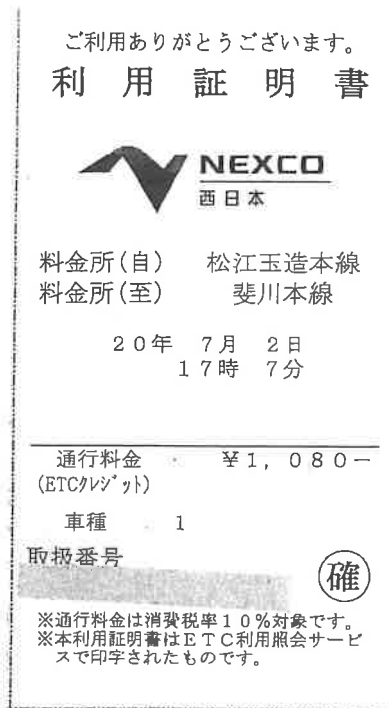 ご利用ありがとうございます。
利用証明書
NEXCO
西日本
料金所(自) 松江玉造本線
料金所(至) 斐川本線
20年 7月 2日
17時 7分
通行料金 ¥1,080−
(ETCクレジット)
車種 1
取扱番号
確
※通行料金は消費税率10%対象です。
※本利用証明書はETC利用照会サービ
スで印字されたものです。